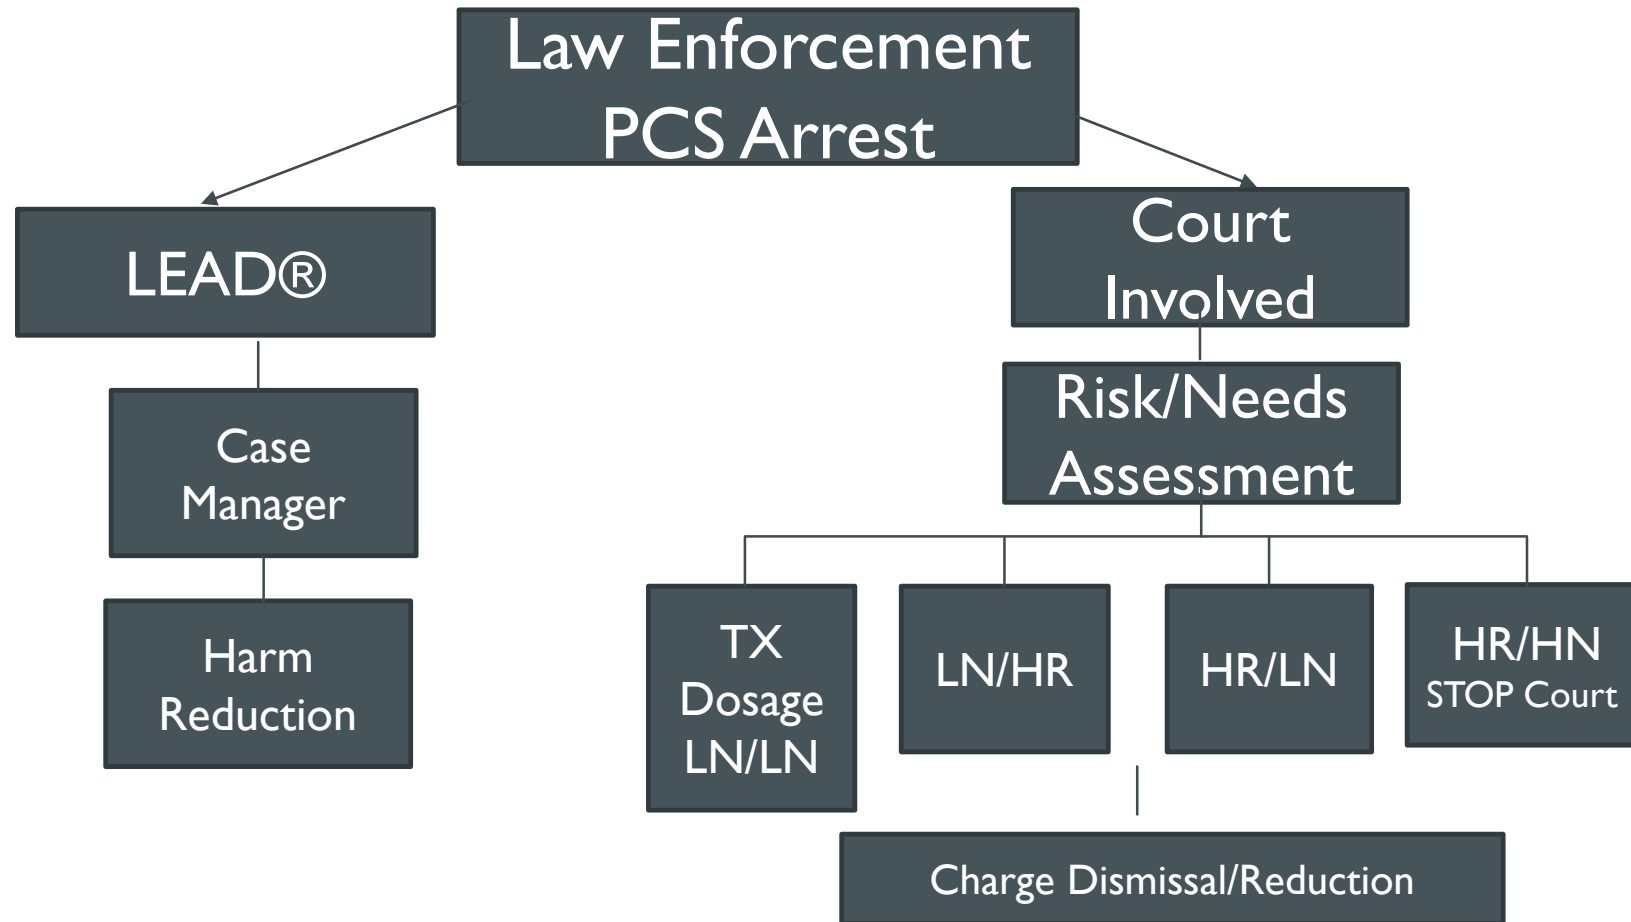 Law Enforcement
PCS Arrest
LEAD®
Court
Involved
Case
Manager
Risk/Needs
Assessment
Harm
Reduction
TX
Dosage
LN/LN
LN/HR
HR/LN
HR/HN
STOP Court
Charge Dismissal/Reduction